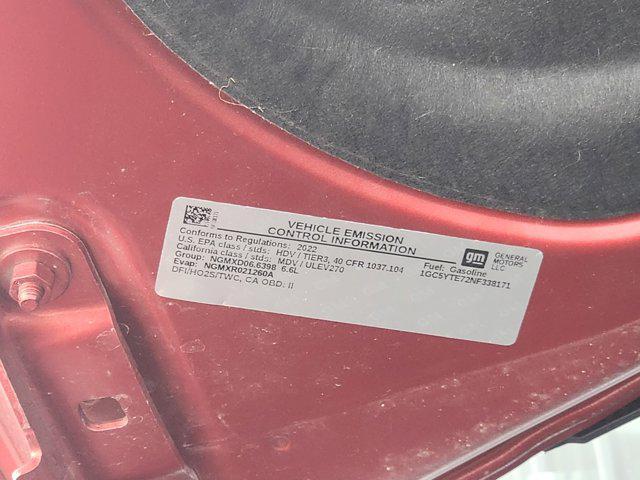 VEHICLE EMISSION
CONTROL INFORMATION
Conforms to Regulations: 2022
U.S. EPA class / stds: HDV / TIER3, 40 CFR 1037.104
California class / stds: MDV / ULEV270
Group: NGMXD06.6398 6.6L
Evap: NGMXR021260A
DFI/HO2S/TWC, CA OBD: II
Fuel: Gasoline
1GC5YTE72NF338171
gm
GENERAL
MOTORS
LLC